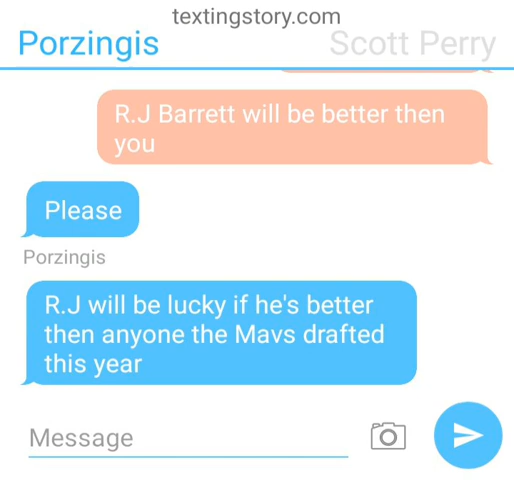 textingstory.com
Porzingis
Scott Perry
R.J Barrett will be better then
you
Please
Porzingis
R.J will be lucky if he's better
then anyone the Mavs drafted
this year
Message